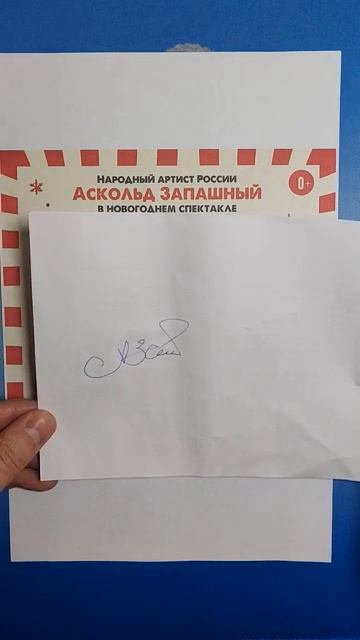 НАРОДНЫЙ АРТИСТ РОССИИ
АСКОЛЬД ЗАПАШНЫЙ
0+
В НОВОГОДНЕМ СПЕКТАКЛЕ